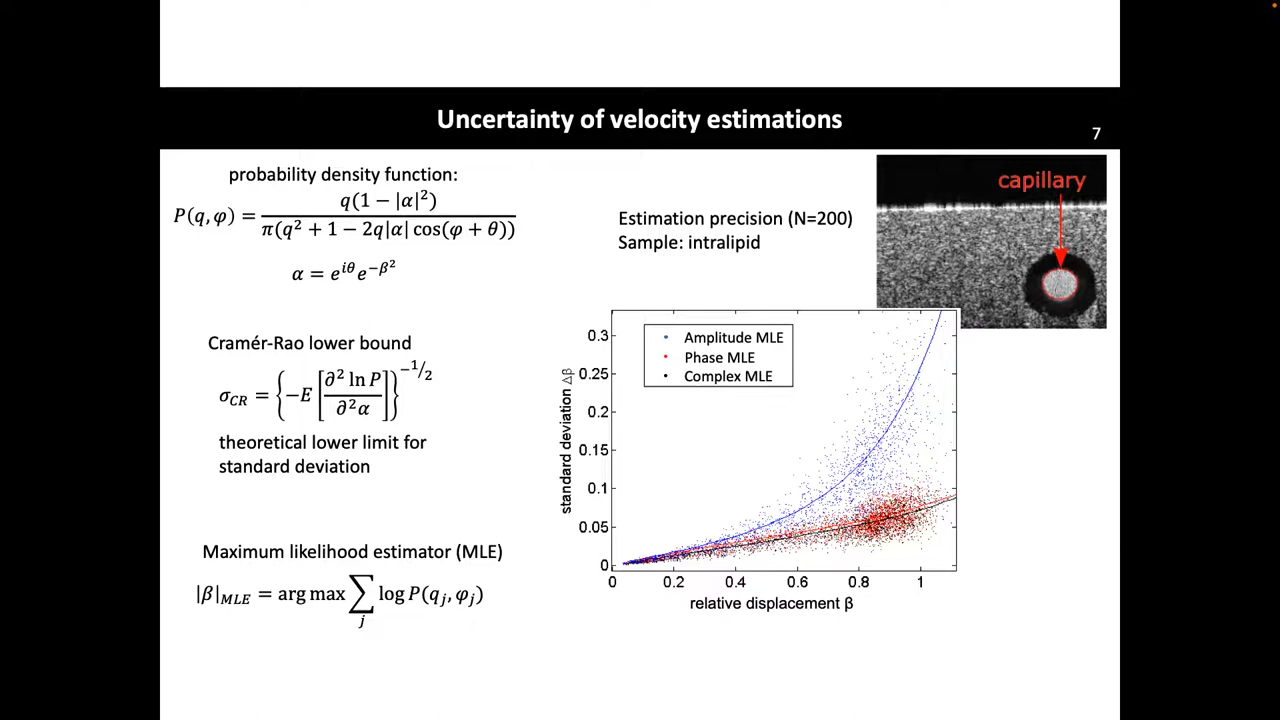 Uncertainty of velocity estimations
7
probability density function:
P(q, φ) = q(1 − |α|²) / π(q² + 1 − 2q|α| cos(φ + θ))
α = e^{iθ}e^{−β²}
Cramér-Rao lower bound
σ_{CR} = {−E [∂² ln P / ∂²α]}^{−1/2}
theoretical lower limit for
standard deviation
Maximum likelihood estimator (MLE)
|β|_{MLE} = arg max ∑_j log P(q_j, φ_j)
Estimation precision (N=200)
Sample: intralipid
capillary
Amplitude MLE
Phase MLE
Complex MLE
standard deviation Δβ
0.3
0.25
0.2
0.15
0.1
0.05
0
0 0.2 0.4 0.6 0.8 1
relative displacement β